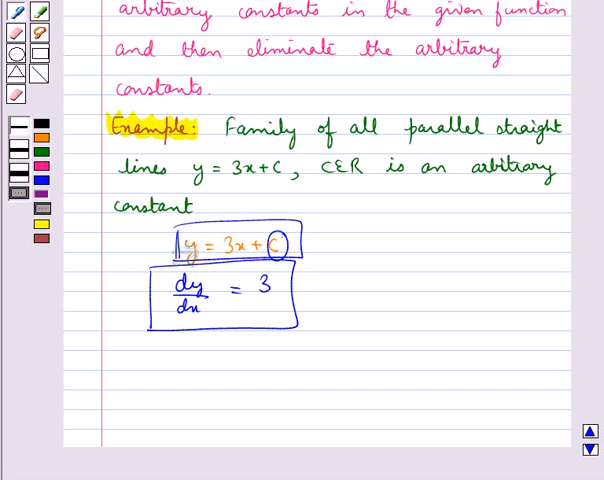 arbitrary constants in the given function
and then eliminate the arbitrary
constants.
Example: Family of all parallel straight
lines y = 3x + C, CER is an arbitrary
constant
y = 3x + C
dy/dx = 3